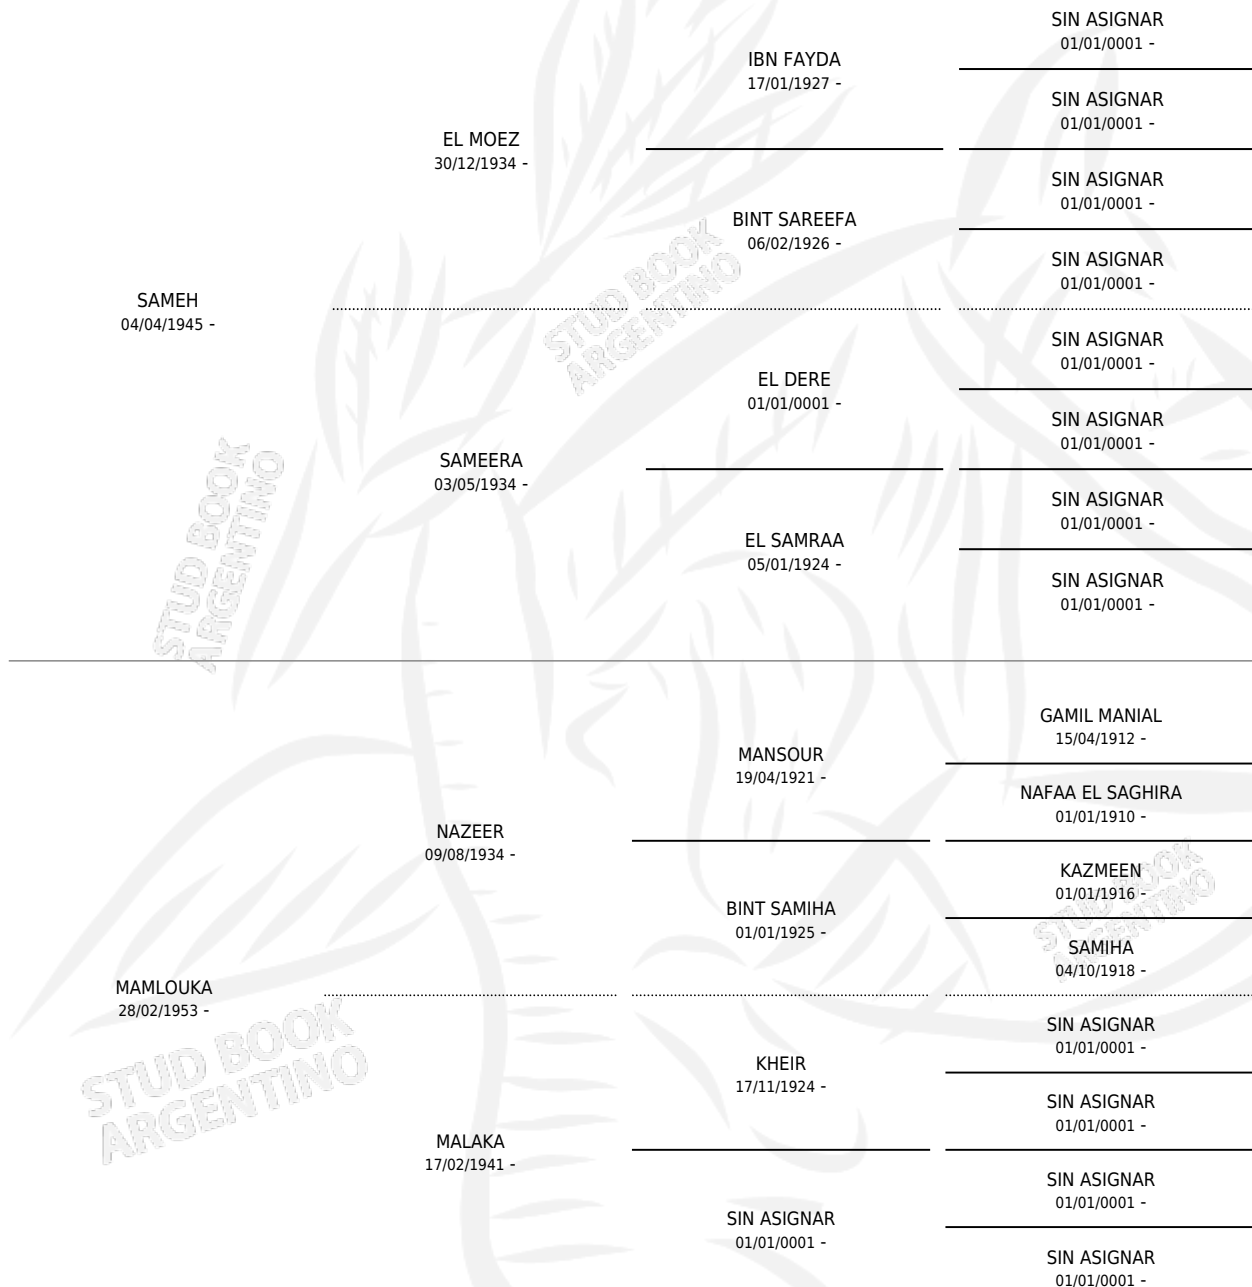 SAMEH
04/04/1945 -
EL MOEZ
30/12/1934 -
IBN FAYDA
17/01/1927 -
SIN ASIGNAR
01/01/0001 -
SIN ASIGNAR
01/01/0001 -
BINT SAREEFA
06/02/1926 -
SIN ASIGNAR
01/01/0001 -
SIN ASIGNAR
01/01/0001 -
SAMEERA
03/05/1934 -
EL DERE
01/01/0001 -
SIN ASIGNAR
01/01/0001 -
SIN ASIGNAR
01/01/0001 -
EL SAMRAA
05/01/1924 -
SIN ASIGNAR
01/01/0001 -
SIN ASIGNAR
01/01/0001 -
STUD BOOK
ARGENTINO
STUD BOOK
ARGENTINO
MAMLOUKA
28/02/1953 -
NAZEER
09/08/1934 -
MANSOUR
19/04/1921 -
GAMIL MANIAL
15/04/1912 -
NAFAA EL SAGHIRA
01/01/1910 -
BINT SAMIHA
01/01/1925 -
KAZMEEN
01/01/1916 -
SAMIHA
04/10/1918 -
MALAKA
17/02/1941 -
KHEIR
17/11/1924 -
SIN ASIGNAR
01/01/0001 -
SIN ASIGNAR
01/01/0001 -
SIN ASIGNAR
01/01/0001 -
SIN ASIGNAR
01/01/0001 -
SIN ASIGNAR
01/01/0001 -
STUD BOOK
ARGENTINO
STUD BOOK
ARGENTINO